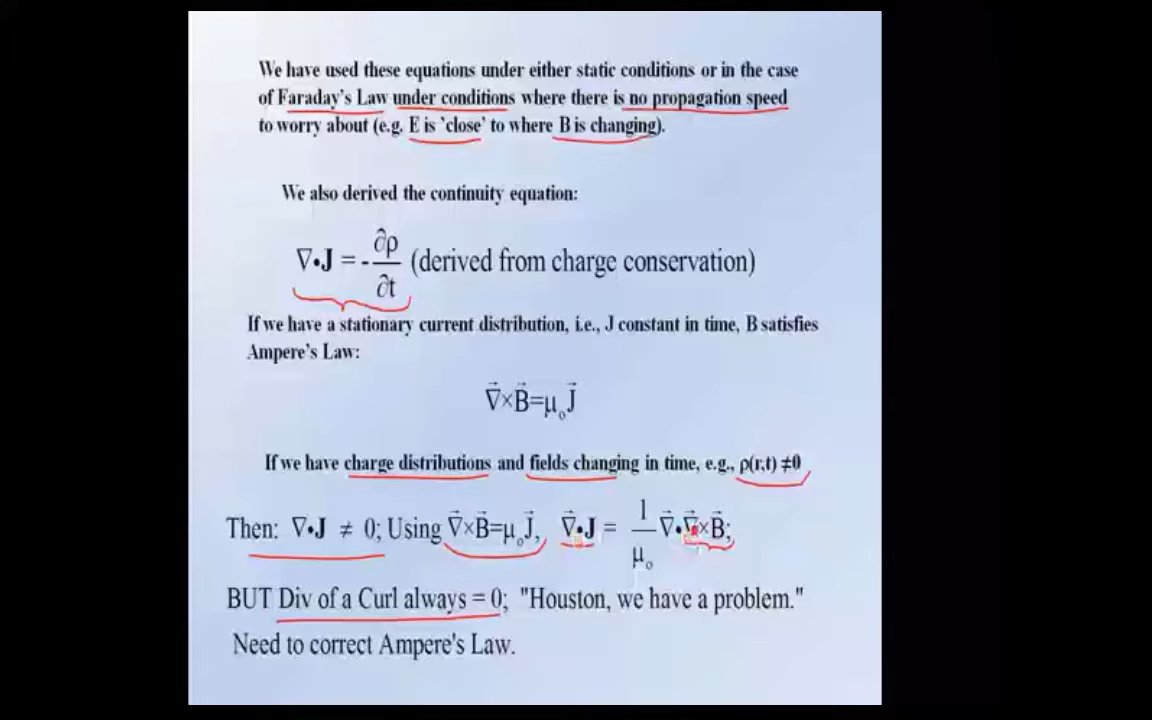 We have used these equations under either static conditions or in the case
of Faraday's Law under conditions where there is no propagation speed
to worry about (e.g. E is 'close' to where B is changing).
We also derived the continuity equation:
∇•J = -∂ρ/∂t (derived from charge conservation)
If we have a stationary current distribution, i.e., J constant in time, B satisfies
Ampere's Law:
∇⃗×B⃗=μ₀J⃗
If we have charge distributions and fields changing in time, e.g., ρ(r,t) ≠0
Then: ∇•J ≠ 0; Using ∇⃗×B⃗=μ₀J⃗, ∇⃗•J = 1/μ₀ ∇⃗•∇⃗×B⃗;
BUT Div of a Curl always = 0; "Houston, we have a problem."
Need to correct Ampere's Law.